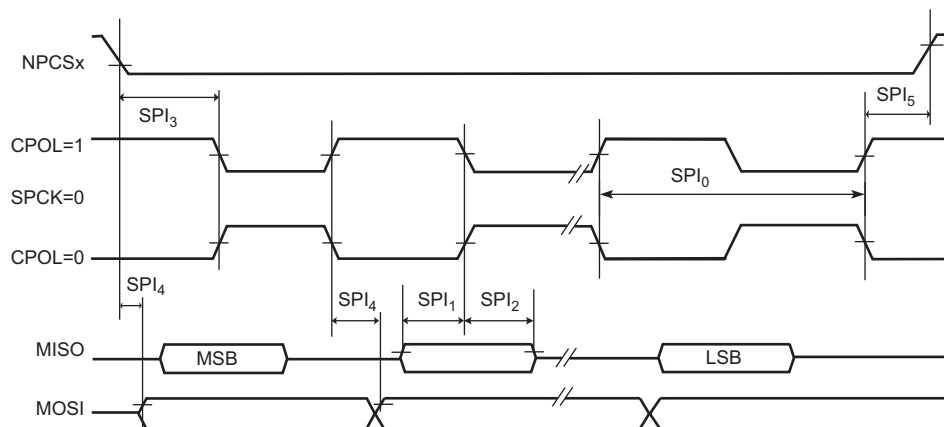 NPCSx
SPI3
SPI5
CPOL=1
SPCK=0
SPI0
CPOL=0
SPI4
SPI4
SPI1
SPI2
MISO
MSB
LSB
MOSI